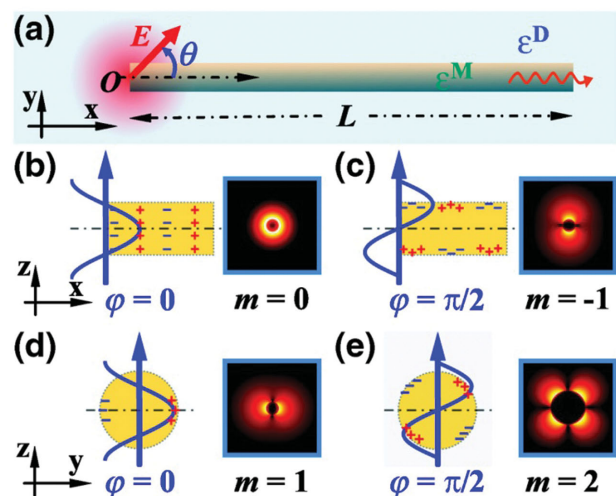 (a)
E
θ
ε^D
O
ε^M
y
x
L
(b)
(c)
z
x
φ = 0
m = 0
φ = π/2
m = -1
(d)
(e)
z
y
φ = 0
m = 1
φ = π/2
m = 2